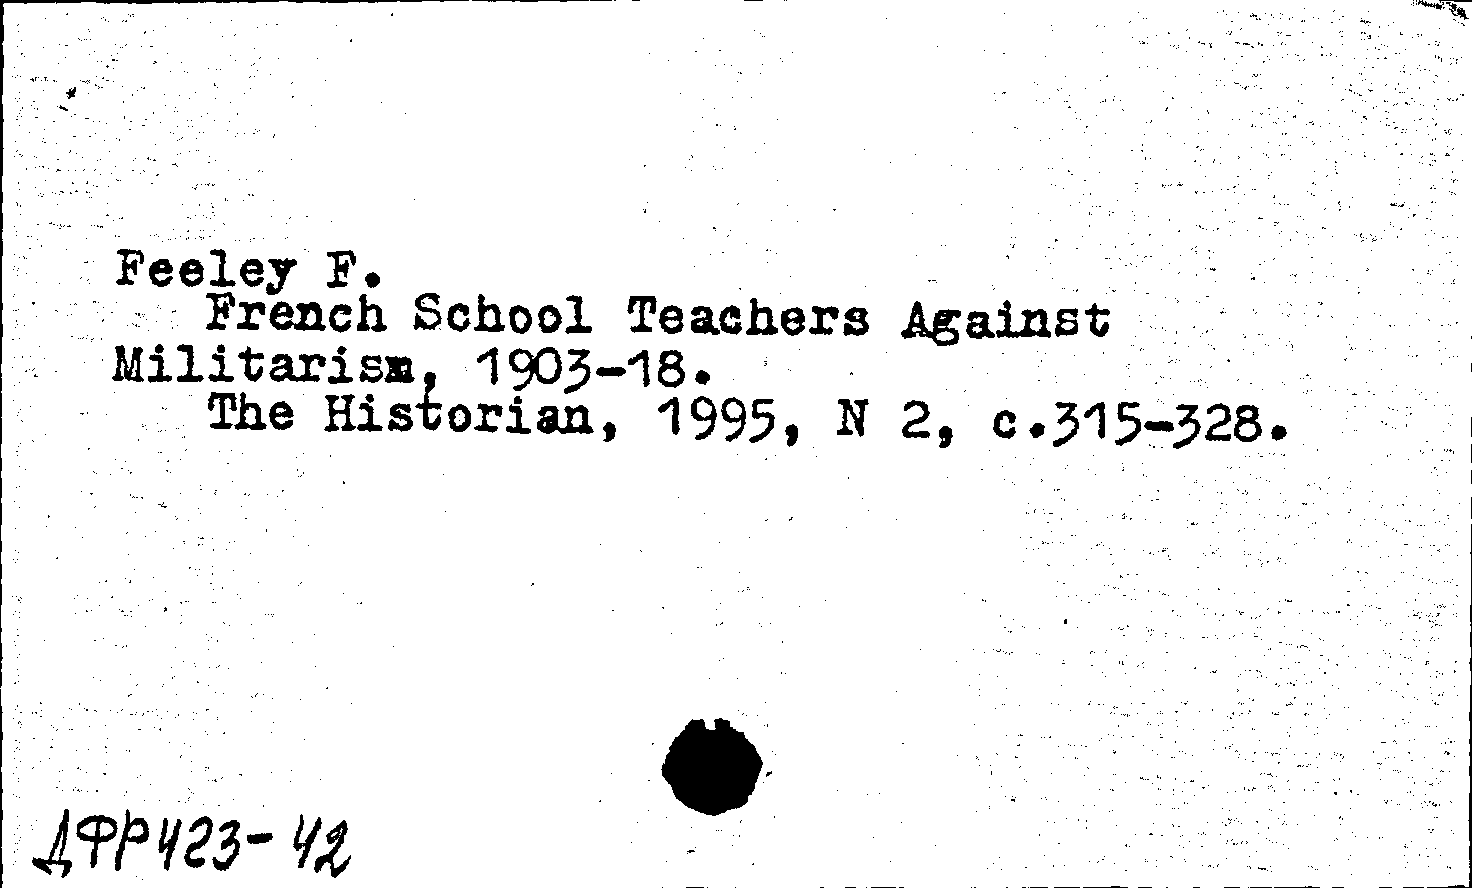 Feeley F.
French School Teachers Against
Militarism, 1903-18.
The Historian, 1995, N 2, c.315-328.
ДФР423-42